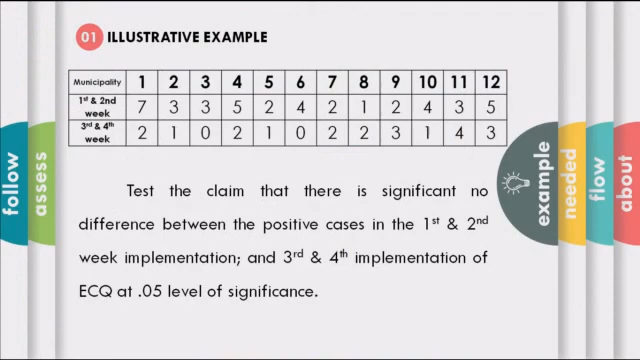 01 ILLUSTRATIVE EXAMPLE
Municipality 1 2 3 4 5 6 7 8 9 10 11 12
1st & 2nd week 7 3 3 5 2 4 2 1 2 4 3 5
3rd & 4th week 2 1 0 2 1 0 2 2 3 1 4 3
Test the claim that there is significant no
difference between the positive cases in the 1st & 2nd
week implementation; and 3rd & 4th implementation of
ECQ at .05 level of significance.
follow
assess
example
needed
flow
about